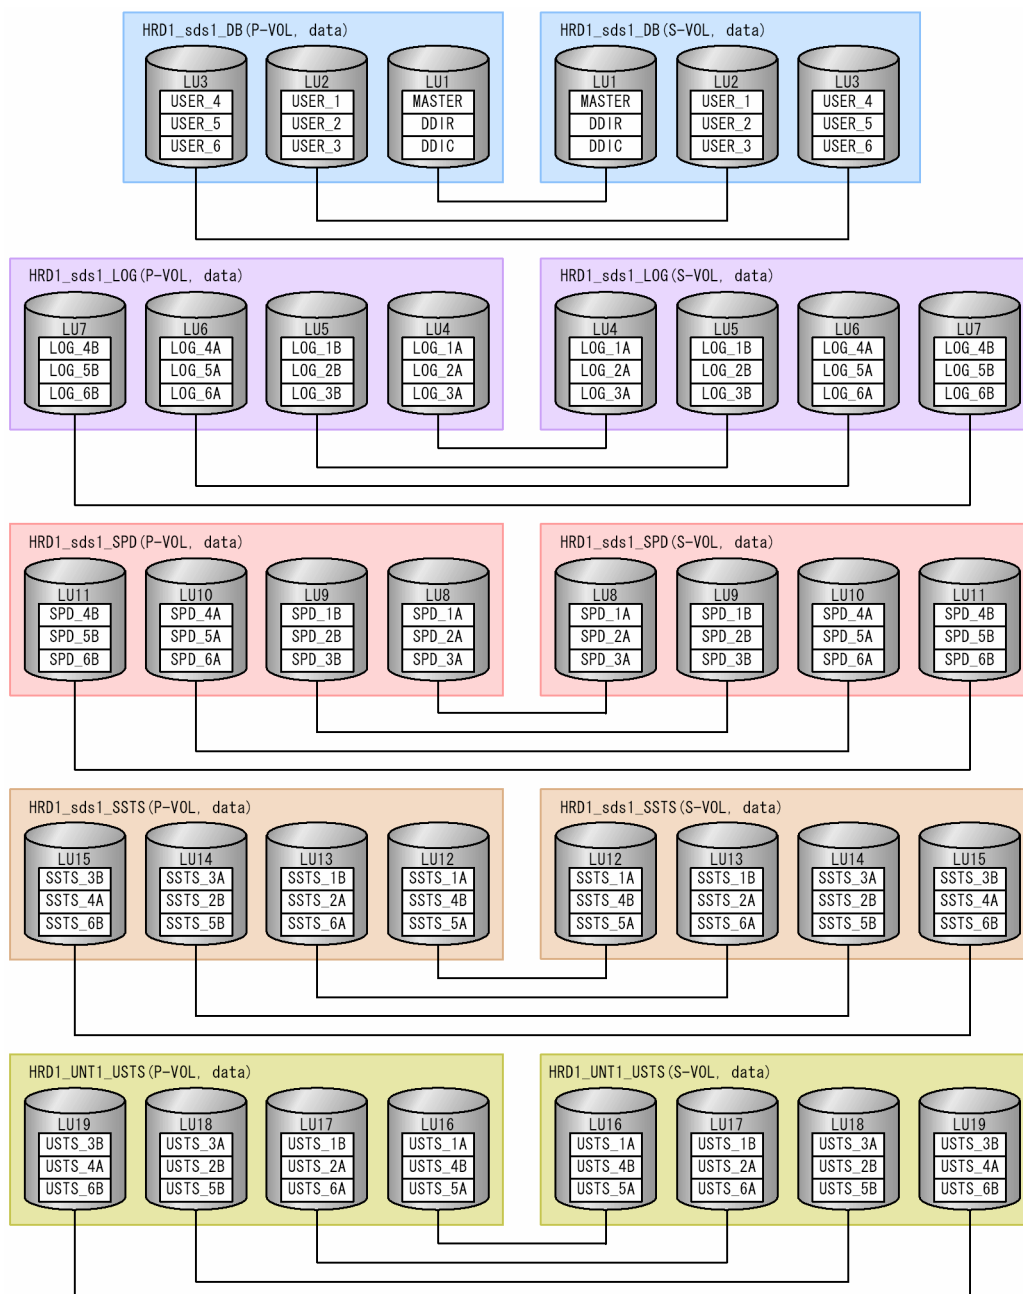 HRD1_sds1_DB(P-VOL, data)
LU3
USER_4
USER_5
USER_6
LU2
USER_1
USER_2
USER_3
LU1
MASTER
DDIR
DDIC
HRD1_sds1_DB(S-VOL, data)
LU1
MASTER
DDIR
DDIC
LU2
USER_1
USER_2
USER_3
LU3
USER_4
USER_5
USER_6
HRD1_sds1_LOG(P-VOL, data)
LU7
LOG_4B
LOG_5B
LOG_6B
LU6
LOG_4A
LOG_5A
LOG_6A
LU5
LOG_1B
LOG_2B
LOG_3B
LU4
LOG_1A
LOG_2A
LOG_3A
HRD1_sds1_LOG(S-VOL, data)
LU4
LOG_1A
LOG_2A
LOG_3A
LU5
LOG_1B
LOG_2B
LOG_3B
LU6
LOG_4A
LOG_5A
LOG_6A
LU7
LOG_4B
LOG_5B
LOG_6B
HRD1_sds1_SPD(P-VOL, data)
LU11
SPD_4B
SPD_5B
SPD_6B
LU10
SPD_4A
SPD_5A
SPD_6A
LU9
SPD_1B
SPD_2B
SPD_3B
LU8
SPD_1A
SPD_2A
SPD_3A
HRD1_sds1_SPD(S-VOL, data)
LU8
SPD_1A
SPD_2A
SPD_3A
LU9
SPD_1B
SPD_2B
SPD_3B
LU10
SPD_4A
SPD_5A
SPD_6A
LU11
SPD_4B
SPD_5B
SPD_6B
HRD1_sds1_SSTS(P-VOL, data)
LU15
SSTS_3B
SSTS_4A
SSTS_6B
LU14
SSTS_3A
SSTS_2B
SSTS_5B
LU13
SSTS_1B
SSTS_2A
SSTS_6A
LU12
SSTS_1A
SSTS_4B
SSTS_5A
HRD1_sds1_SSTS(S-VOL, data)
LU12
SSTS_1A
SSTS_4B
SSTS_5A
LU13
SSTS_1B
SSTS_2A
SSTS_6A
LU14
SSTS_3A
SSTS_2B
SSTS_5B
LU15
SSTS_3B
SSTS_4A
SSTS_6B
HRD1_UNT1_USTS(P-VOL, data)
LU19
USTS_3B
USTS_4A
USTS_6B
LU18
USTS_3A
USTS_2B
USTS_5B
LU17
USTS_1B
USTS_2A
USTS_6A
LU16
USTS_1A
USTS_4B
USTS_5A
HRD1_UNT1_USTS(S-VOL, data)
LU16
USTS_1A
USTS_4B
USTS_5A
LU17
USTS_1B
USTS_2A
USTS_6A
LU18
USTS_3A
USTS_2B
USTS_5B
LU19
USTS_3B
USTS_4A
USTS_6B